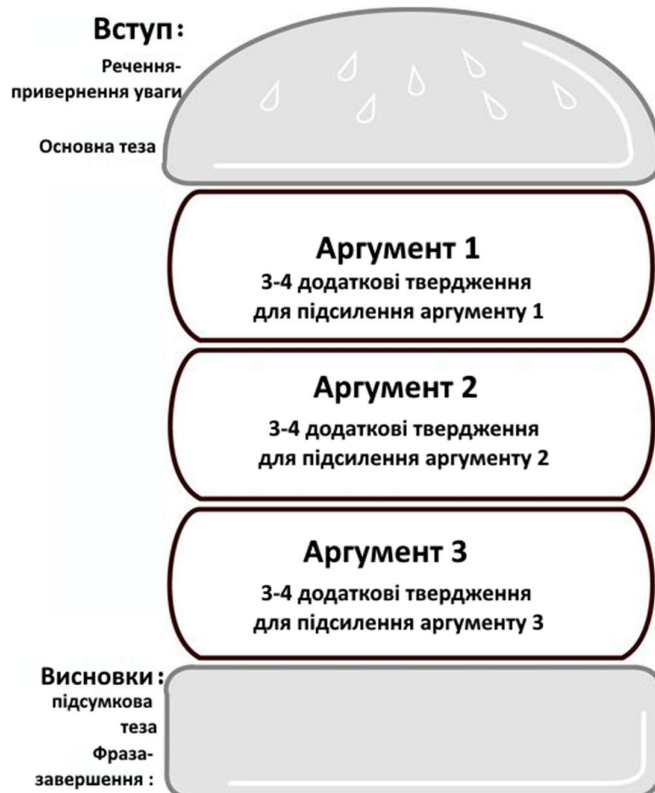 Вступ:
Речення-
привернення уваги
Основна теза
Аргумент 1
3-4 додаткові твердження
для підсилення аргументу 1
Аргумент 2
3-4 додаткові твердження
для підсилення аргументу 2
Аргумент 3
3-4 додаткові твердження
для підсилення аргументу 3
Висновки :
підсумкова
теза
Фраза-
завершення :